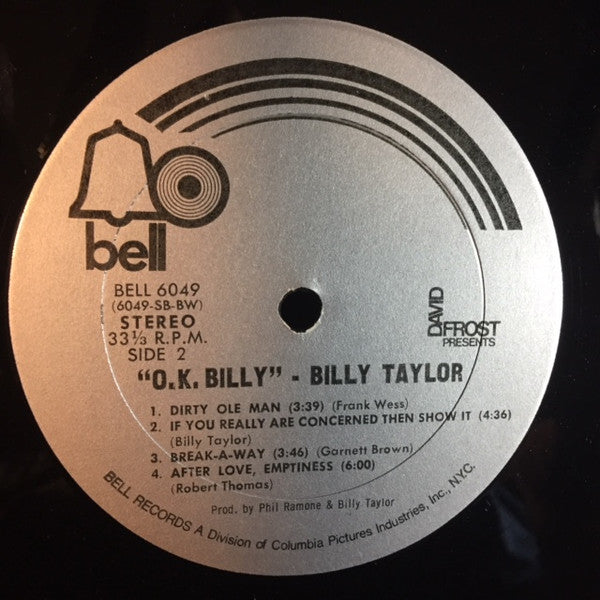 bell
BELL 6049
(6049-SB-BW)
STEREO
33⅓ R.P.M.
SIDE 2
DAVID
FROST
PRESENTS
"O.K. BILLY" - BILLY TAYLOR
1. DIRTY OLE MAN (3:39) (Frank Wess)
2. IF YOU REALLY ARE CONCERNED THEN SHOW IT (4:36)
(Billy Taylor)
3. BREAK-A-WAY (3:46) (Garnett Brown)
4. AFTER LOVE, EMPTINESS (6:00)
(Robert Thomas)
Prod. by Phil Ramone & Billy Taylor
BELL RECORDS A Division of Columbia Pictures Industries, Inc., N.Y.C.